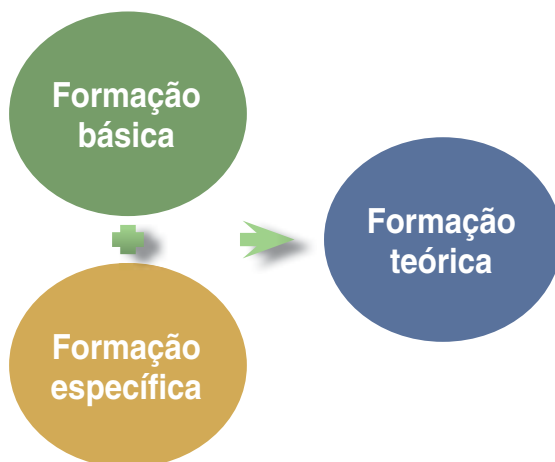 Formação
básica
Formação
teórica
Formação
específica